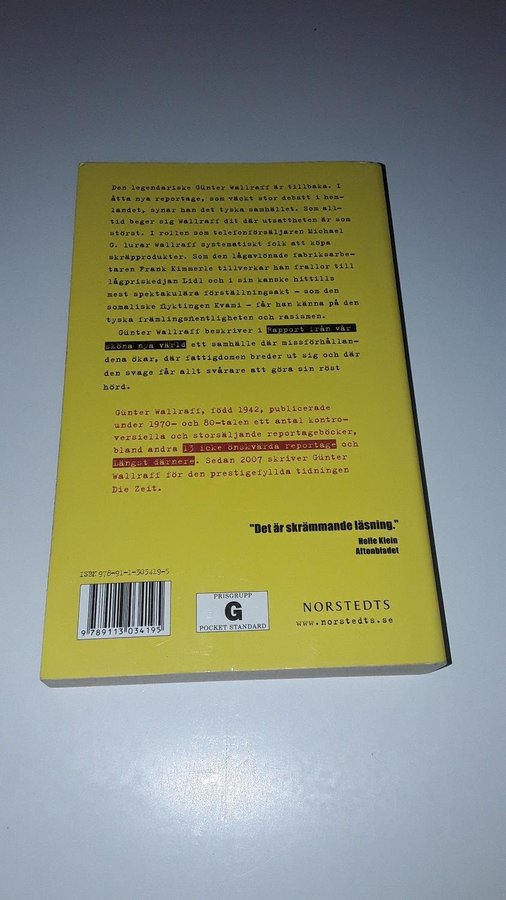 Den legendariske Günter Wallraff är tillbaka. I
åtta nya reportage, som väckt stor debatt i hem-
landet, synar han det tyska samhället. Som all-
tid beger sig Wallraff dit där utsattheten är som
störst. I rollen som telefonförsäljaren Michael
G. lurar Wallraff systematiskt folk att köpa
skräpprodukter. Som den lågavlönade fabriksarbe-
taren Frank Kimmerle tillverkar han frallor till
lågpriskedjan Lidl och i sin kanske hittills
mest spektakulära förställningsakt – som den
somaliske flyktingen Kvami – får han känna på den
tyska främlingsfientligheten och rasismen.
Günter Wallraff beskriver i Rapport från vår
sköna nya värld ett samhälle där missförhållan-
dena ökar, där fattigdomen breder ut sig och där
den svage får allt svårare att göra sin röst
hörd.
Günter Wallraff, född 1942, publicerade
under 1970- och 80-talen ett antal kontro-
versiella och storsäljande reportageböcker,
bland andra 13 icke önskvärda reportage och
Längst därnere. Sedan 2007 skriver Günter
Wallraff för den prestigefyllda tidningen
Die Zeit.
"Det är skrämmande läsning."
Helle Klein
Aftonbladet
ISBN 978-91-1-303419-5
9 789113 034195
PRISGRUPP
G
POCKET STANDARD
NORSTEDTS
www.norstedts.se